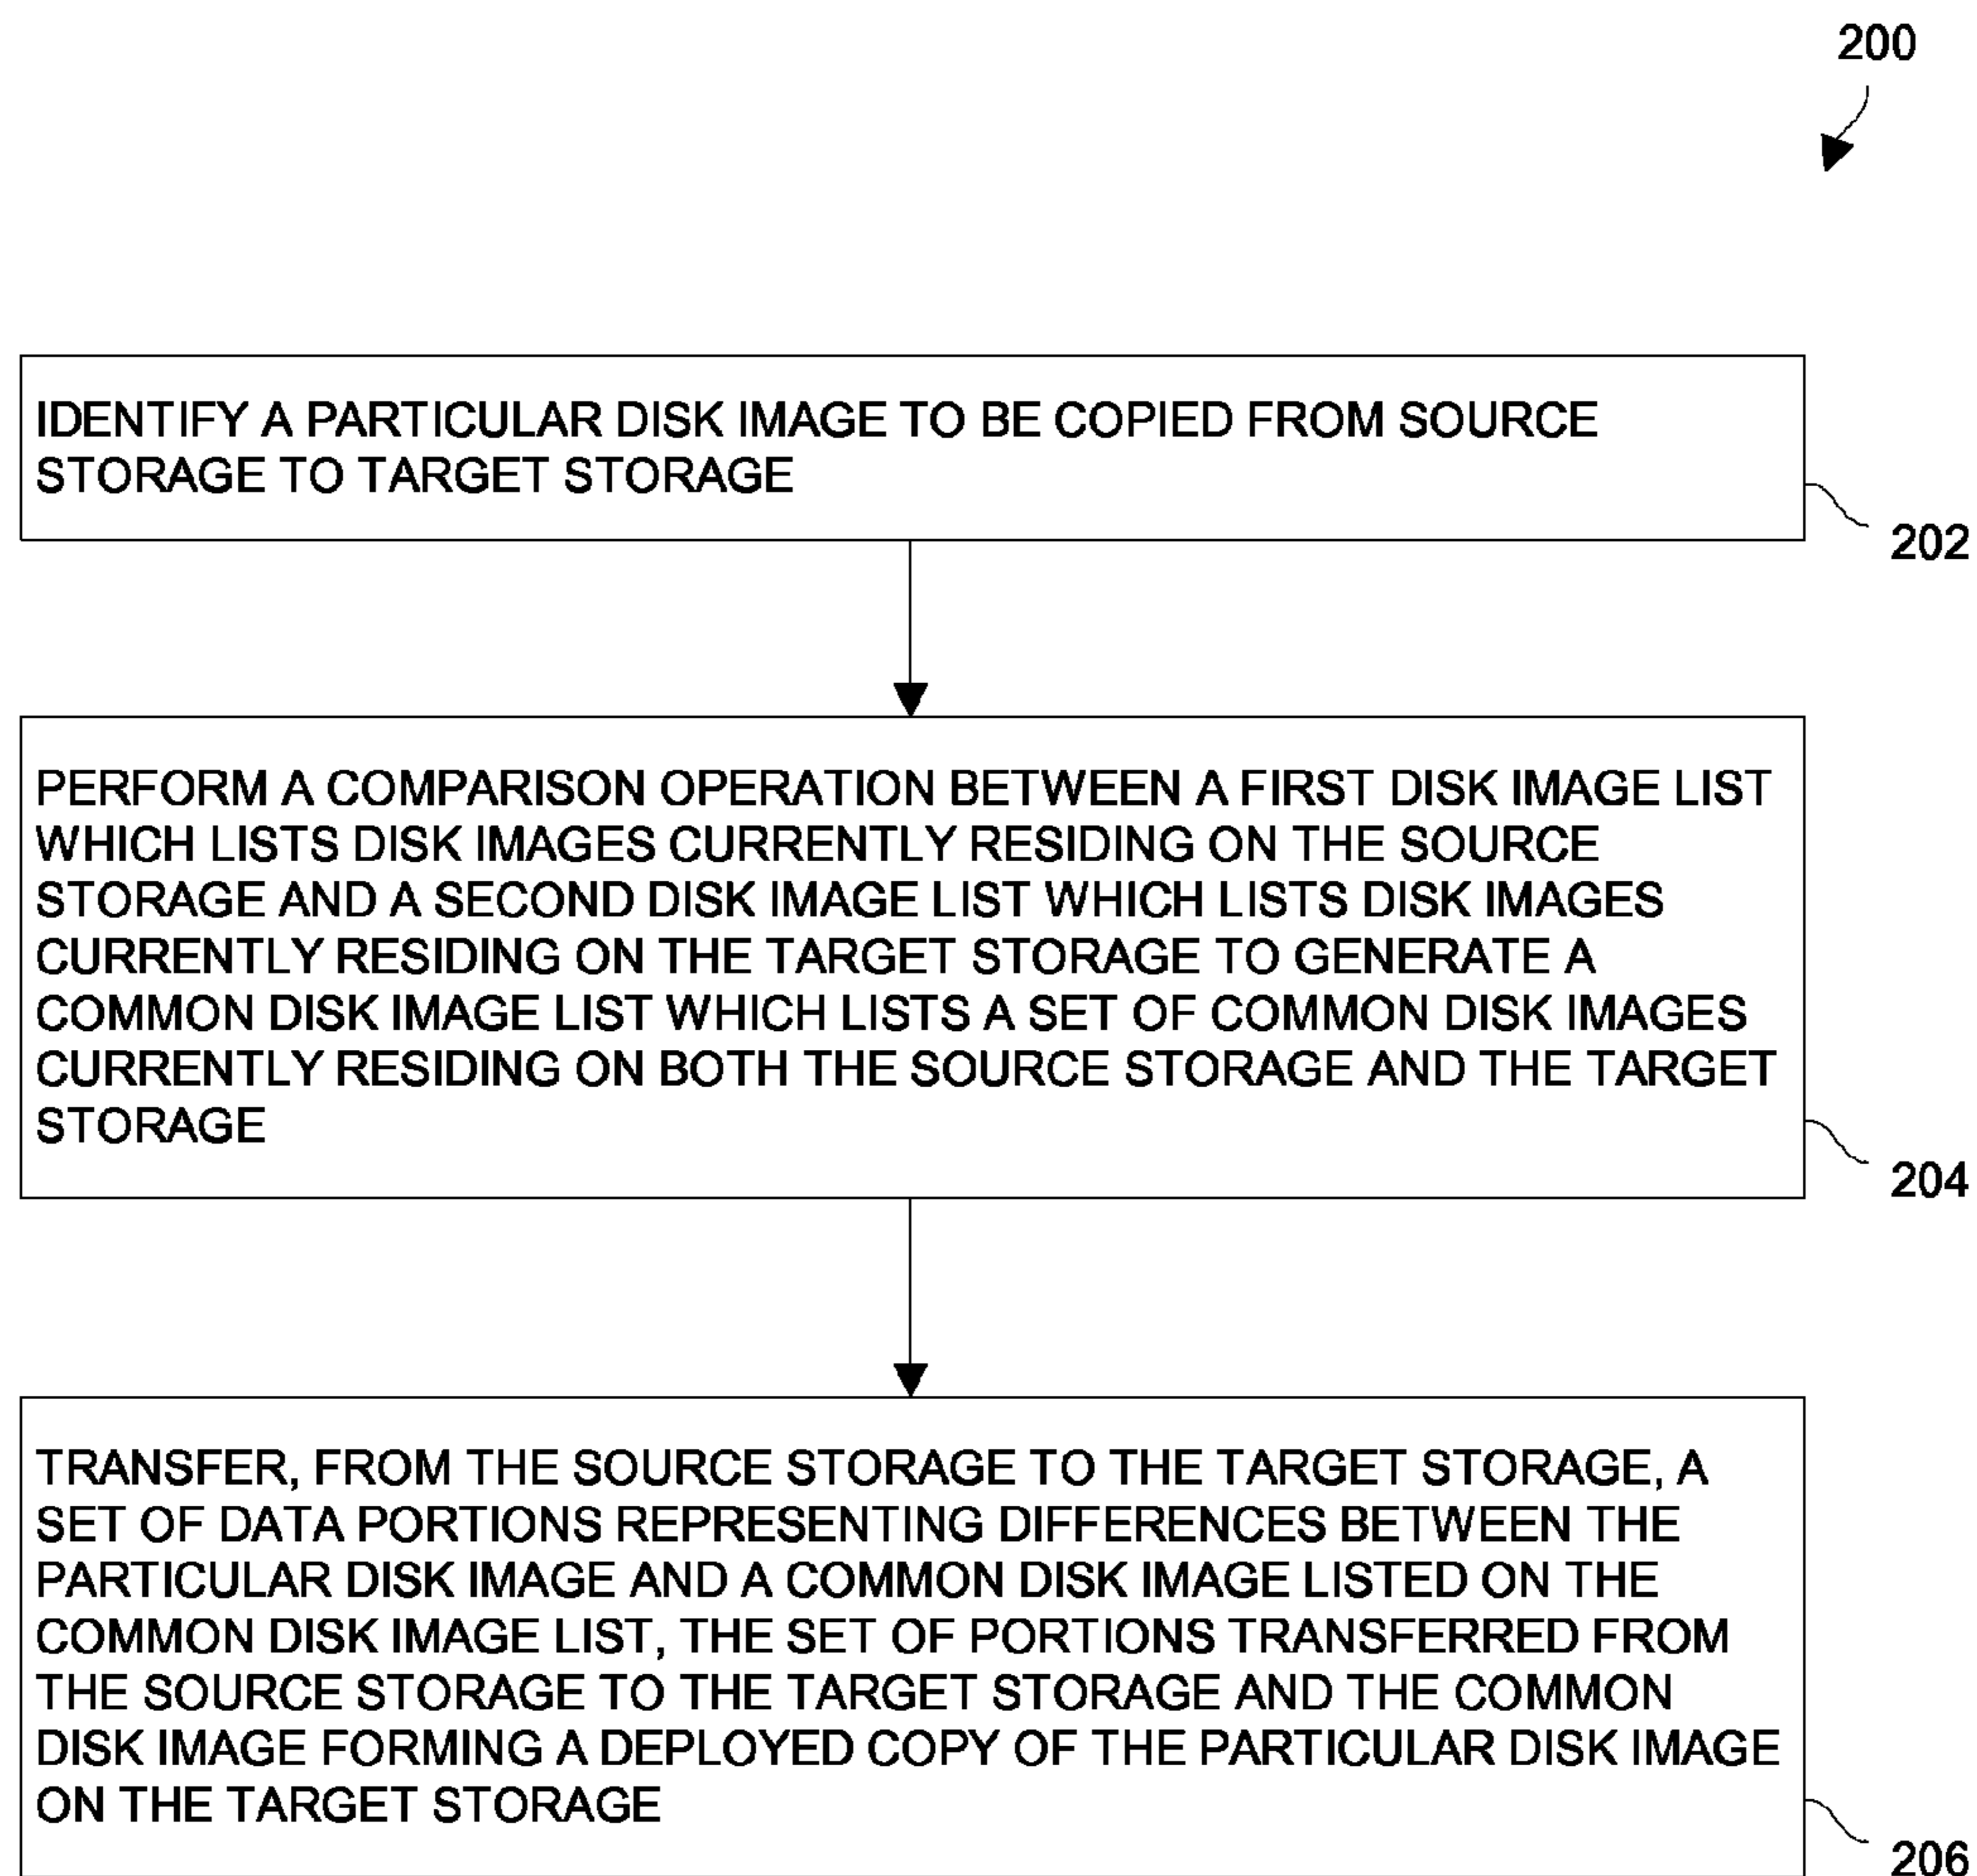 200
IDENTIFY A PARTICULAR DISK IMAGE TO BE COPIED FROM SOURCE
STORAGE TO TARGET STORAGE
202
PERFORM A COMPARISON OPERATION BETWEEN A FIRST DISK IMAGE LIST
WHICH LISTS DISK IMAGES CURRENTLY RESIDING ON THE SOURCE
STORAGE AND A SECOND DISK IMAGE LIST WHICH LISTS DISK IMAGES
CURRENTLY RESIDING ON THE TARGET STORAGE TO GENERATE A
COMMON DISK IMAGE LIST WHICH LISTS A SET OF COMMON DISK IMAGES
CURRENTLY RESIDING ON BOTH THE SOURCE STORAGE AND THE TARGET
STORAGE
204
TRANSFER, FROM THE SOURCE STORAGE TO THE TARGET STORAGE, A
SET OF DATA PORTIONS REPRESENTING DIFFERENCES BETWEEN THE
PARTICULAR DISK IMAGE AND A COMMON DISK IMAGE LISTED ON THE
COMMON DISK IMAGE LIST, THE SET OF PORTIONS TRANSFERRED FROM
THE SOURCE STORAGE TO THE TARGET STORAGE AND THE COMMON
DISK IMAGE FORMING A DEPLOYED COPY OF THE PARTICULAR DISK IMAGE
ON THE TARGET STORAGE
206